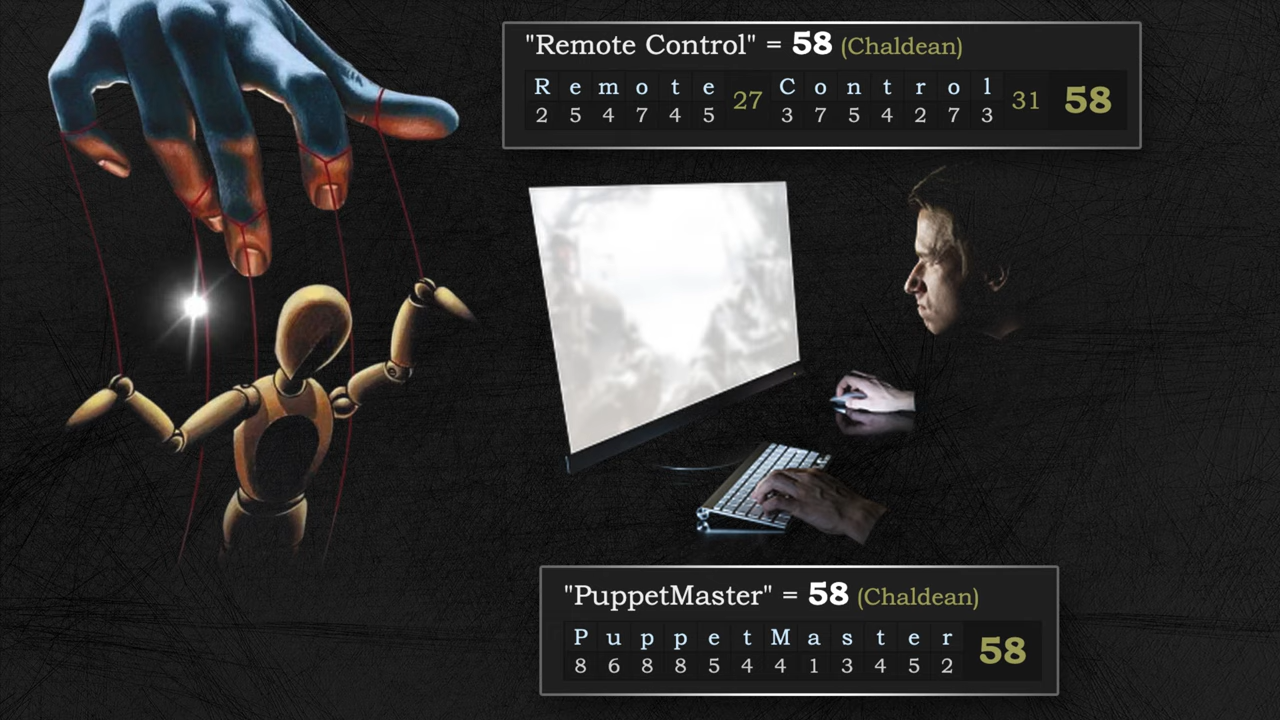 "Remote Control" = 58 (Chaldean)
R e m o t e 27 C o n t r o l 31 58
2 5 4 7 4 5 3 7 5 4 2 7 3
"PuppetMaster" = 58 (Chaldean)
P u p p e t M a s t e r 58
8 6 8 8 5 4 4 1 3 4 5 2